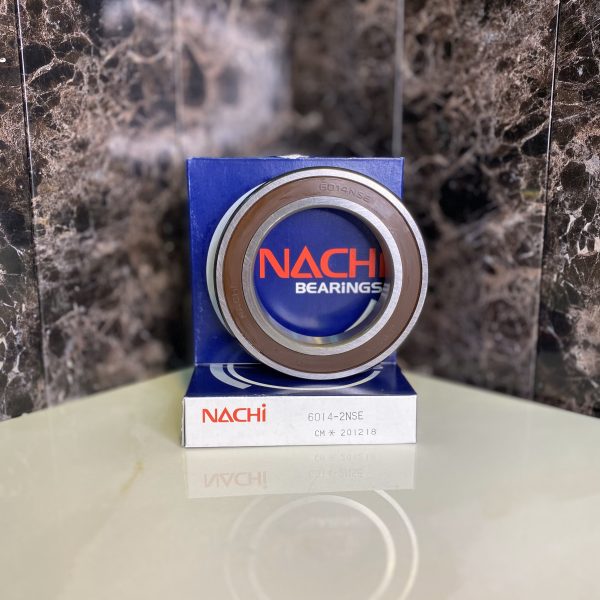 6014NSE
NACHI
BEARINGS
NACHI
6014-2NSE
CM * 201218